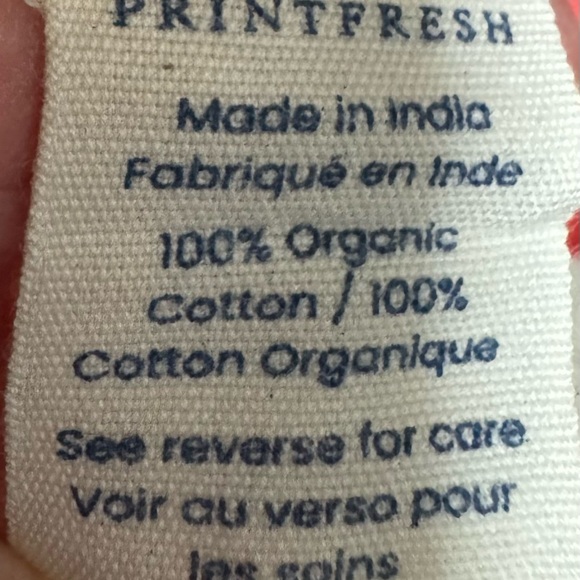 PRINTFRESH
Made in India
Fabriqué en Inde
100% Organic
Cotton / 100%
Cotton Organique
See reverse for care
Voir au verso pour
les soins